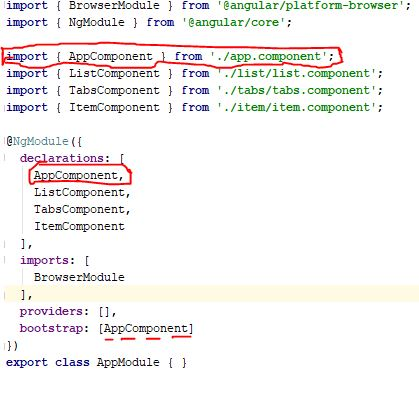 import { BrowserModule } from '@angular/platform-browser';
import { NgModule } from '@angular/core';
import { AppComponent } from './app.component';
import { ListComponent } from './list/list.component';
import { TabsComponent } from './tabs/tabs.component';
import { ItemComponent } from './item/item.component';
@NgModule({
declarations: [
AppComponent,
ListComponent,
TabsComponent,
ItemComponent
],
imports: [
BrowserModule
],
providers: [],
bootstrap: [AppComponent]
})
export class AppModule { }